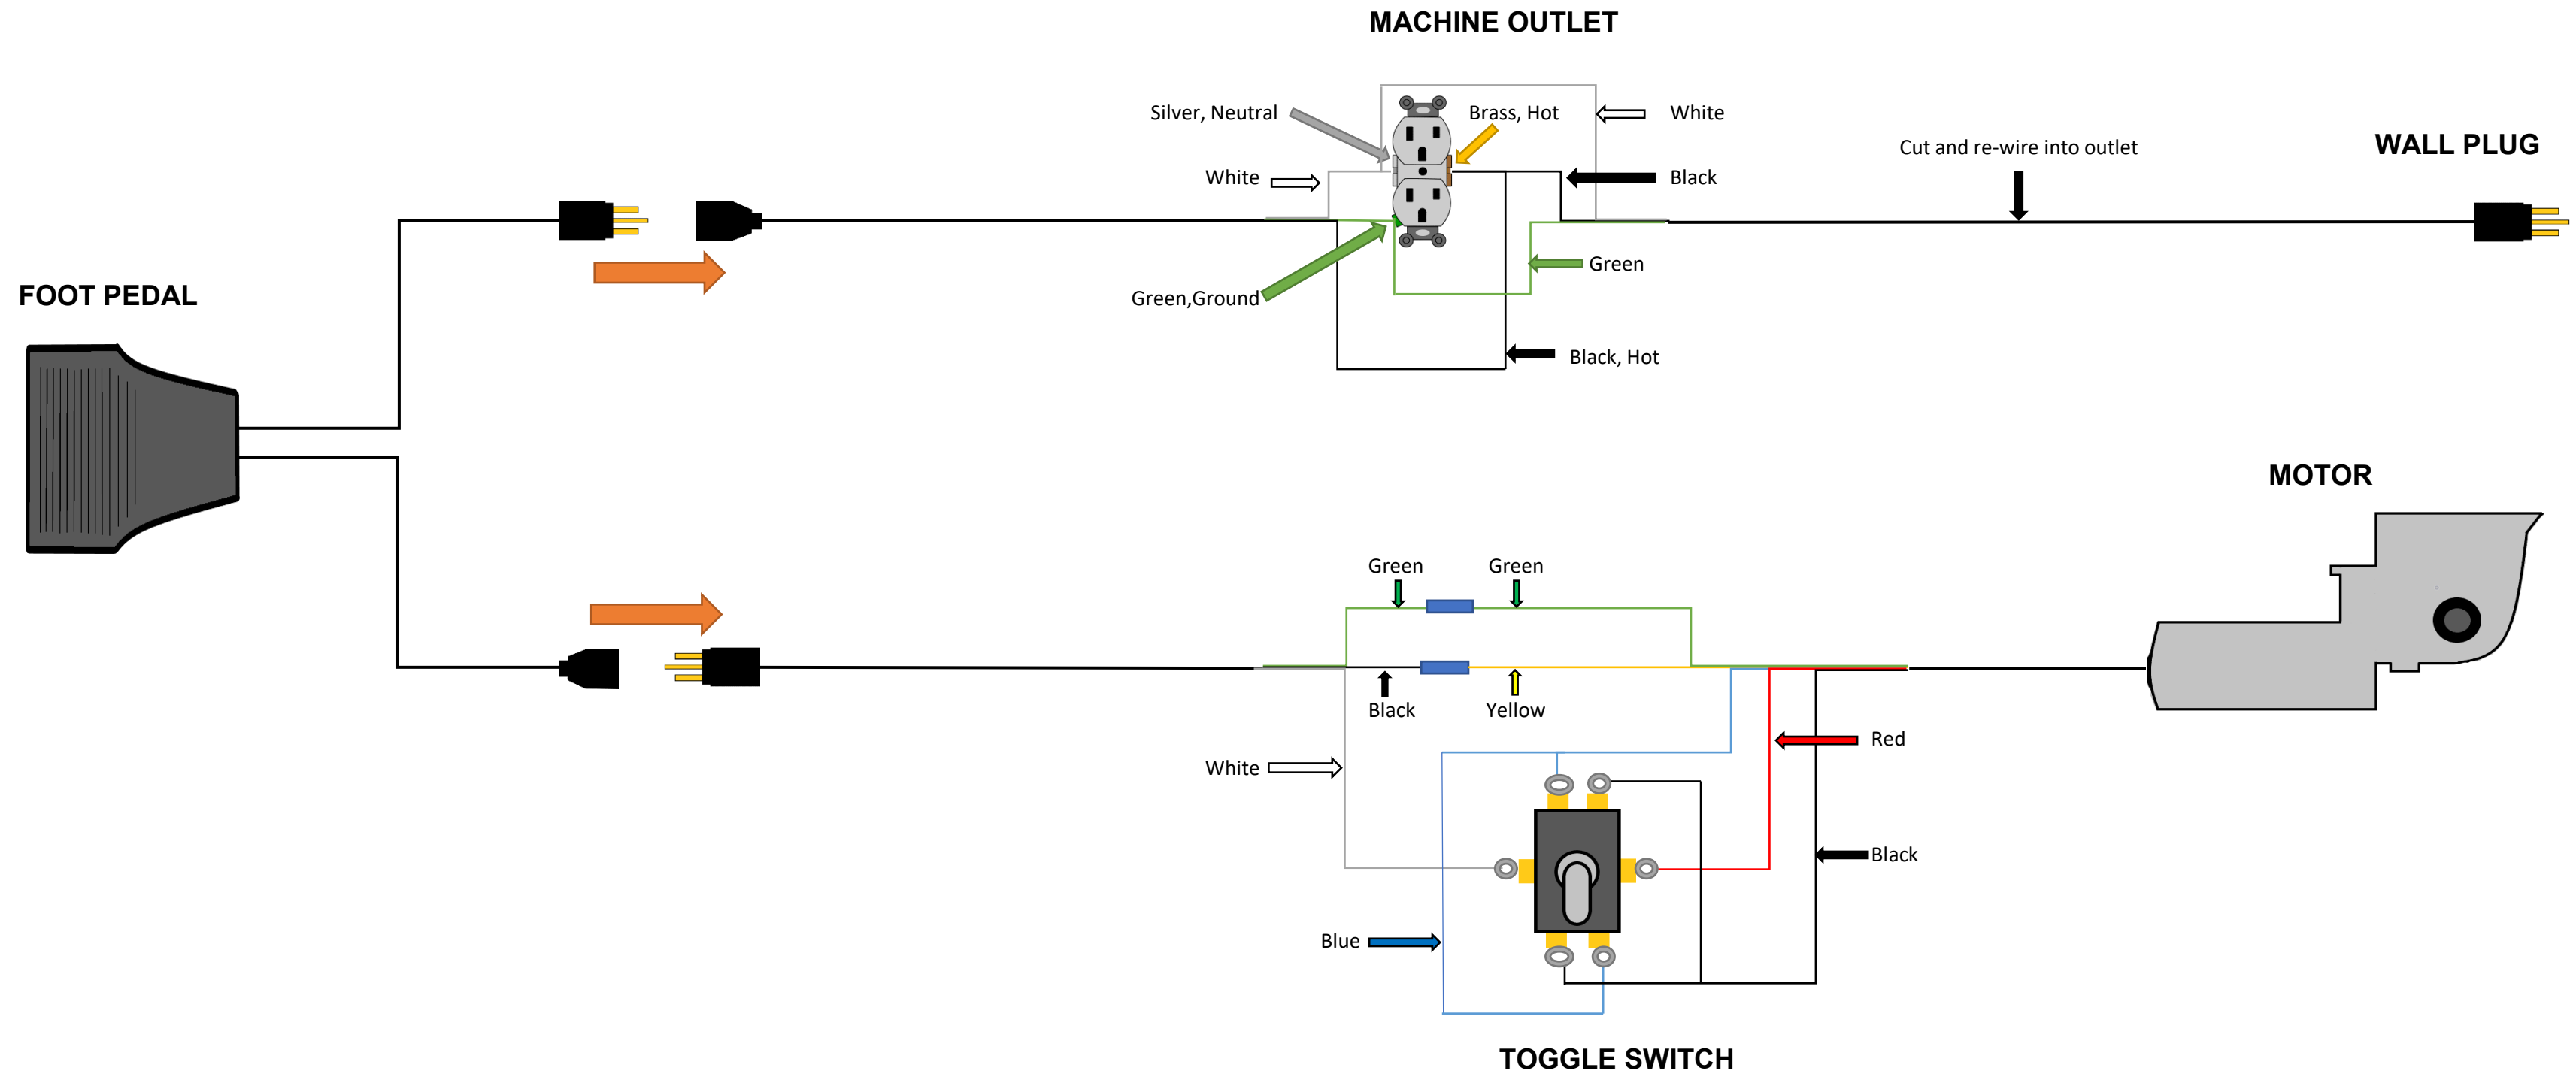 MACHINE OUTLET
Silver, Neutral
Brass, Hot
White
Cut and re-wire into outlet
WALL PLUG
White
Black
Green
FOOT PEDAL
Green,Ground
Black, Hot
MOTOR
Green
Green
Black
Yellow
Red
White
Black
Blue
TOGGLE SWITCH